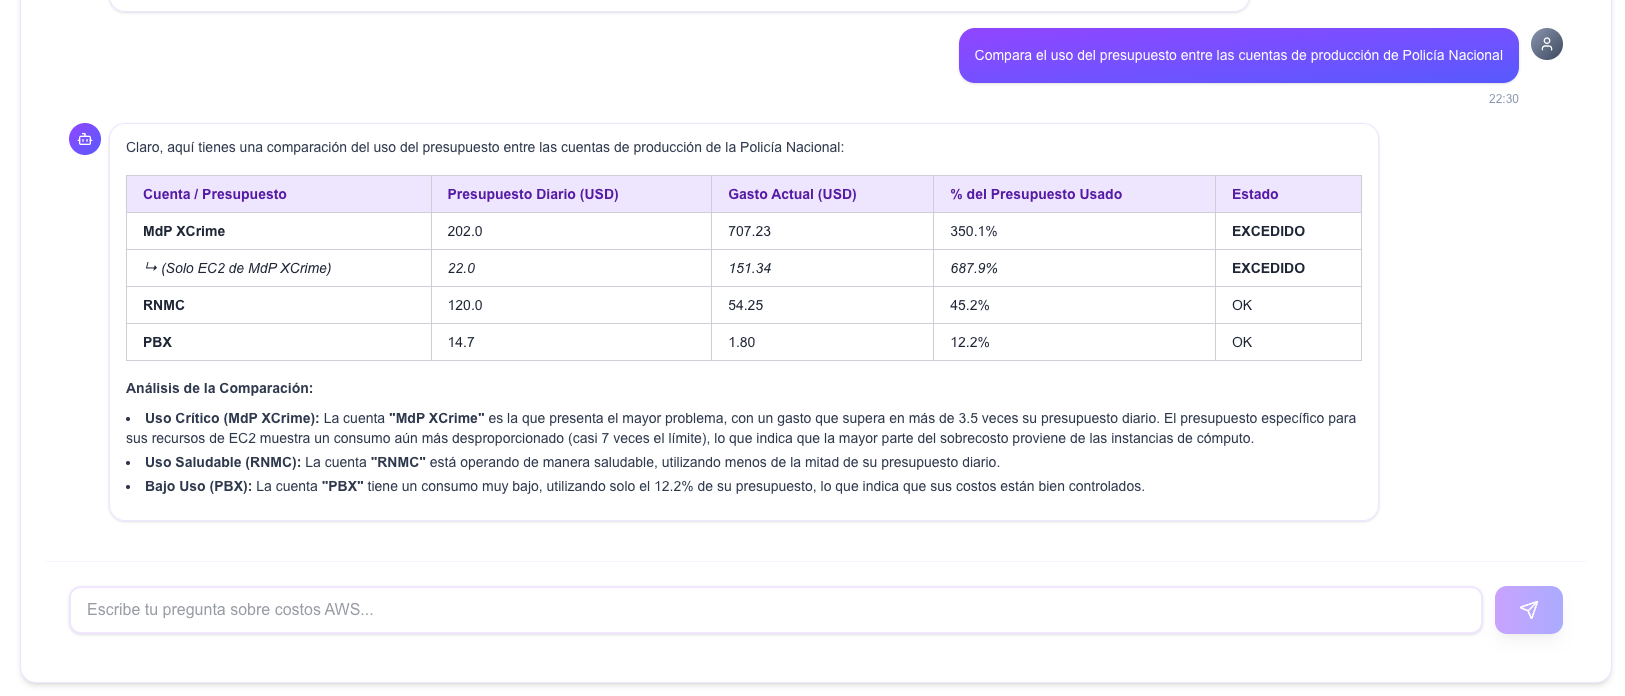 Compara el uso del presupuesto entre las cuentas de producción de Policía Nacional
22:30
Claro, aquí tienes una comparación del uso del presupuesto entre las cuentas de producción de la Policía Nacional:
Cuenta / Presupuesto Presupuesto Diario (USD) Gasto Actual (USD) % del Presupuesto Usado Estado
MdP XCrime 202.0 707.23 350.1% EXCEDIDO
↳ (Solo EC2 de MdP XCrime) 22.0 151.34 687.9% EXCEDIDO
RNMC 120.0 54.25 45.2% OK
PBX 14.7 1.80 12.2% OK
Análisis de la Comparación:
• Uso Crítico (MdP XCrime): La cuenta "MdP XCrime" es la que presenta el mayor problema, con un gasto que supera en más de 3.5 veces su presupuesto diario. El presupuesto específico para
sus recursos de EC2 muestra un consumo aún más desproporcionado (casi 7 veces el límite), lo que indica que la mayor parte del sobrecosto proviene de las instancias de cómputo.
• Uso Saludable (RNMC): La cuenta "RNMC" está operando de manera saludable, utilizando menos de la mitad de su presupuesto diario.
• Bajo Uso (PBX): La cuenta "PBX" tiene un consumo muy bajo, utilizando solo el 12.2% de su presupuesto, lo que indica que sus costos están bien controlados.
Escribe tu pregunta sobre costos AWS...